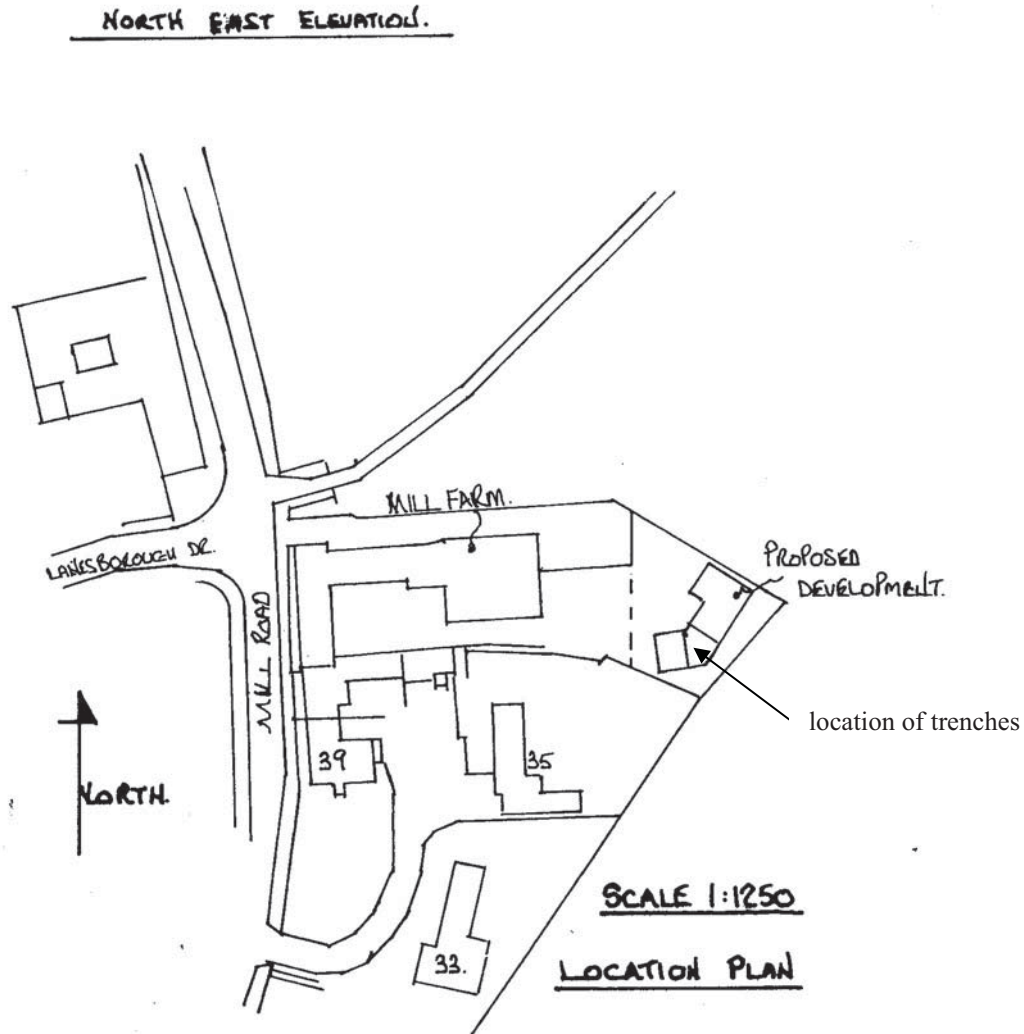 NORTH EAST ELEVATION.
MILL FARM.
LANESBOROUGH DR.
PROPOSED
DEVELOPMENT.
MILL ROAD
location of trenches
39
35
NORTH.
SCALE 1:1250
33.
LOCATION PLAN